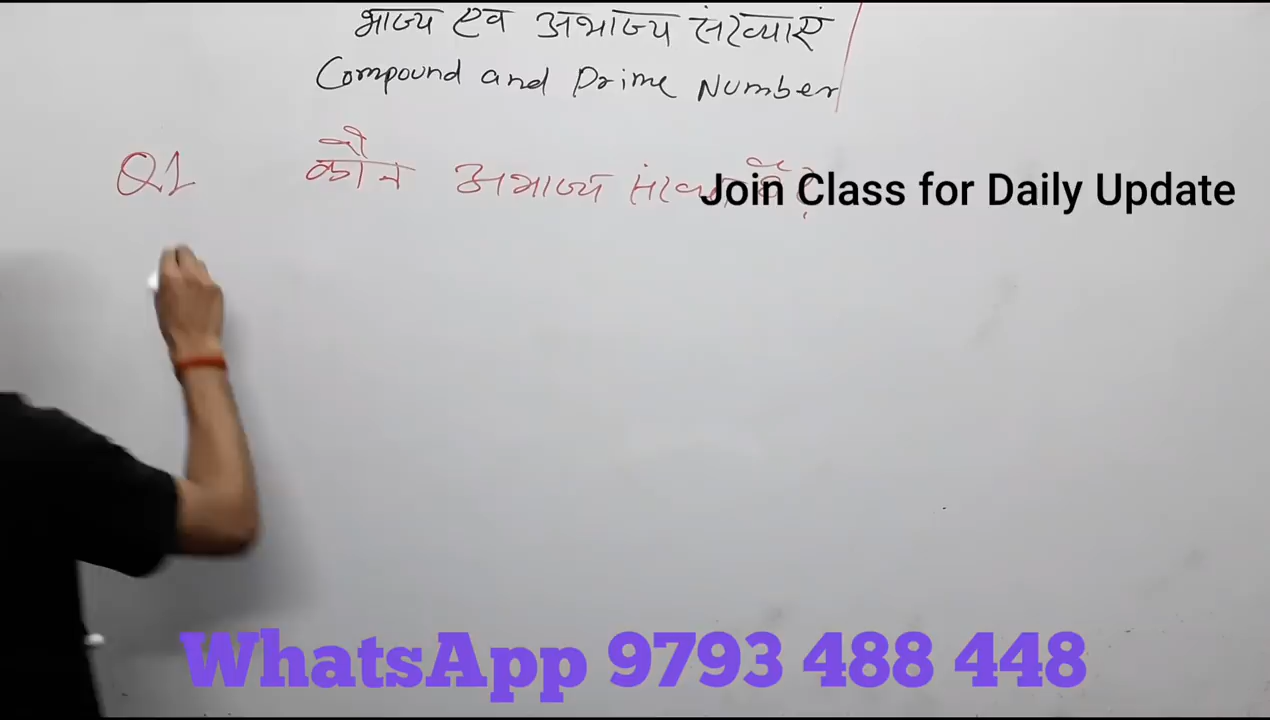 भाज्य एव अभाज्य संख्याएं
Compound and Prime Number
Q1 कौन अभाज्य संख्या है?
Join Class for Daily Update
WhatsApp 9793 488 448